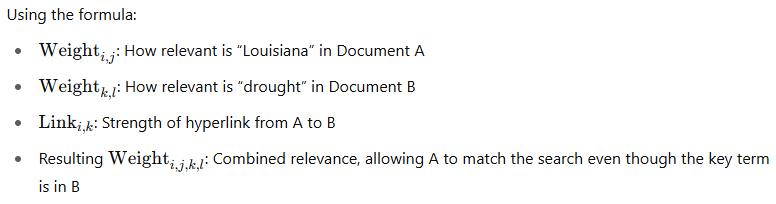 Using the formula:
• Weight_{i,j}: How relevant is “Louisiana” in Document A
• Weight_{k,l}: How relevant is “drought” in Document B
• Link_{i,k}: Strength of hyperlink from A to B
• Resulting Weight_{i,j,k,l}: Combined relevance, allowing A to match the search even though the key term
is in B